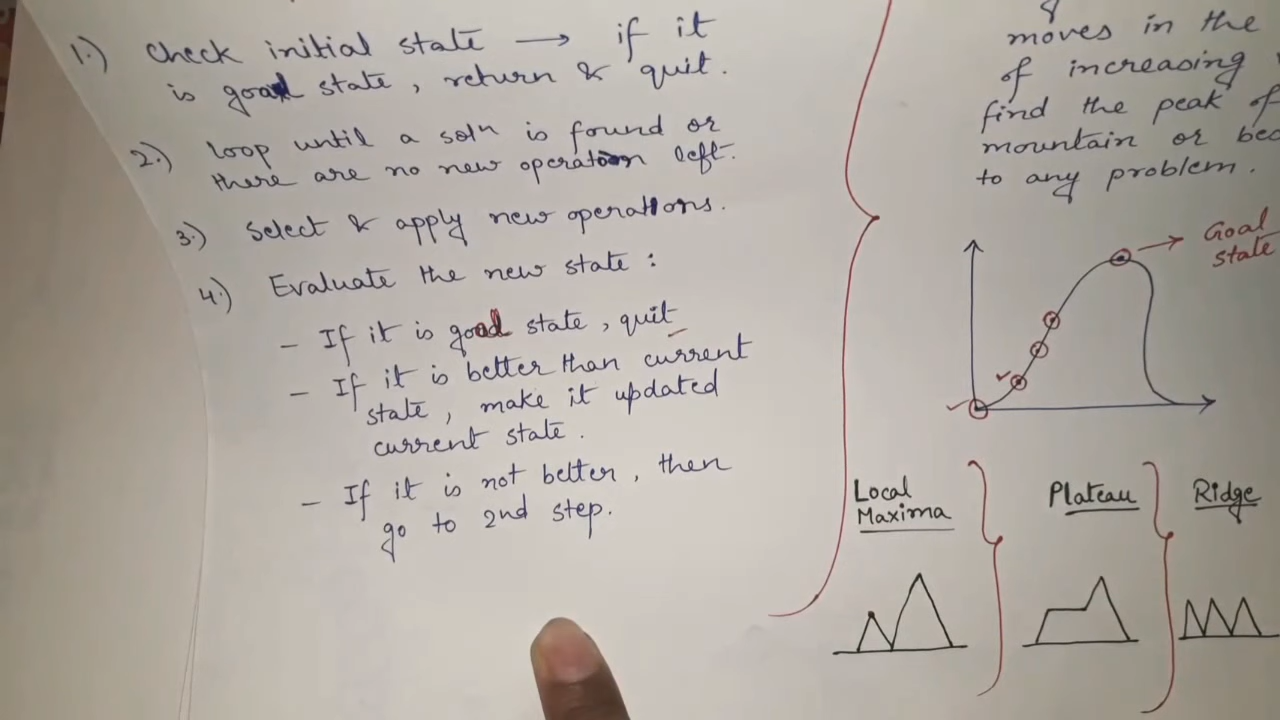 1.) Check initial state → if it
is goal state, return & quit.
2.) loop until a solⁿ is found or
there are no new operation left.
3.) Select & apply new operations.
4.) Evaluate the new state :
- If it is goal state, quit
- If it is better than current
state, make it updated
current state.
- If it is not better, then
go to 2nd step.
moves in the
of increasing
find the peak of
mountain or
to any problem.
Goal
state
Local
Maxima
Plateau
Ridge